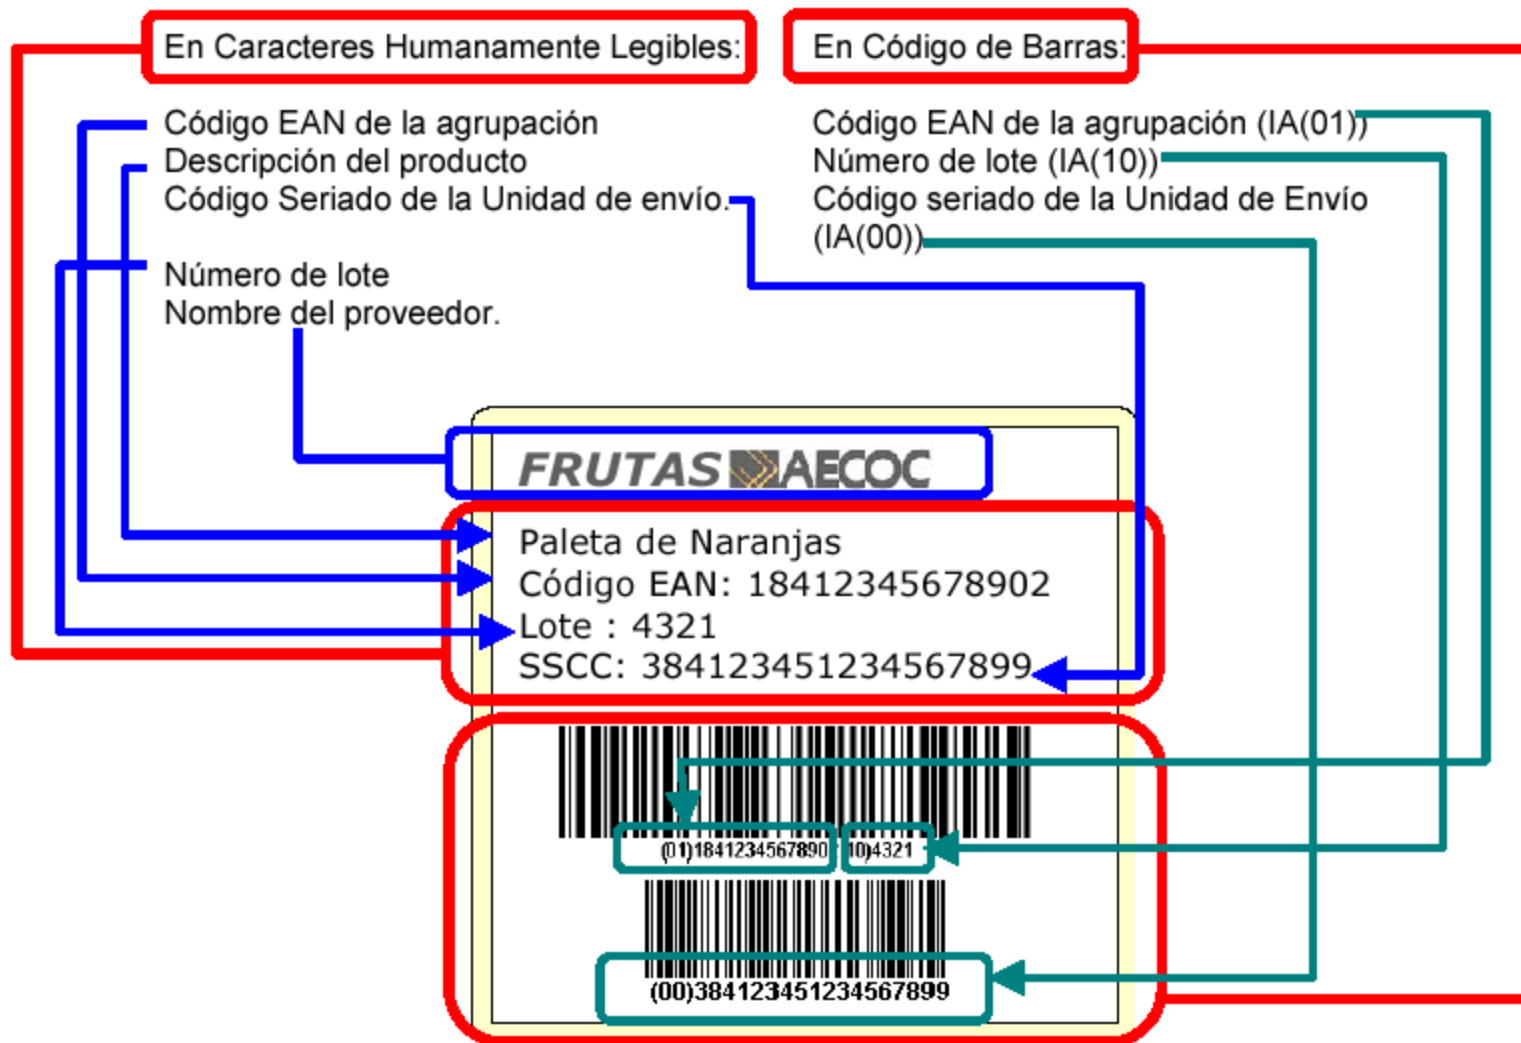 En Caracteres Humanamente Legibles:
Código EAN de la agrupación
Descripción del producto
Código Seriado de la Unidad de envío.
Número de lote
Nombre del proveedor.
En Código de Barras:
Código EAN de la agrupación (IA(01))
Número de lote (IA(10))
Código seriado de la Unidad de Envío
(IA(00))
FRUTAS AECOC
Paleta de Naranjas
Código EAN: 18412345678902
Lote : 4321
SSCC: 384123451234567899
(01)1841234567890 10)4321
(00)384123451234567899